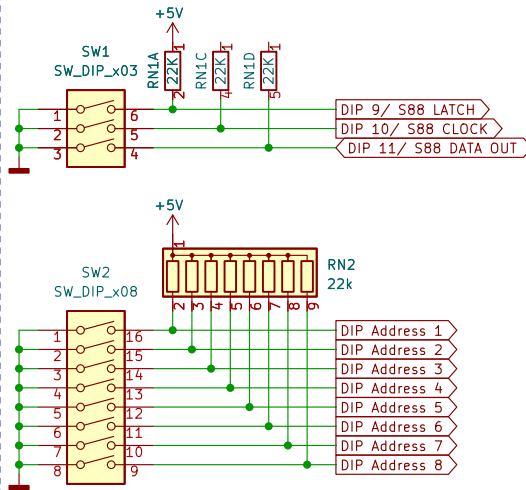 +5V
SW1
SW_DIP_x03
RN1A
22K
1
2
RN1C
22K
1
4
RN1D
22K
1
5
1
6
DIP 9/ S88 LATCH
2
5
DIP 10/ S88 CLOCK
3
4
DIP 11/ S88 DATA OUT
+5V
1
SW2
SW_DIP_x08
RN2
22k
2 3 4 5 6 7 8 9
1
16
DIP Address 1
2
15
DIP Address 2
3
14
DIP Address 3
4
13
DIP Address 4
5
12
DIP Address 5
6
11
DIP Address 6
7
10
DIP Address 7
8
9
DIP Address 8